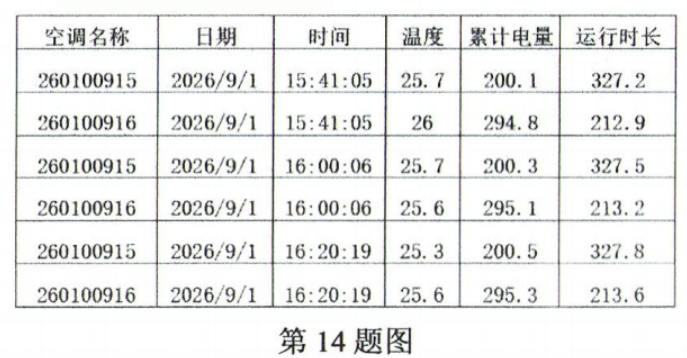 空调名称 日期 时间 温度 累计电量 运行时长
260100915 2026/9/1 15:41:05 25.7 200.1 327.2
260100916 2026/9/1 15:41:05 26 294.8 212.9
260100915 2026/9/1 16:00:06 25.7 200.3 327.5
260100916 2026/9/1 16:00:06 25.6 295.1 213.2
260100915 2026/9/1 16:20:19 25.3 200.5 327.8
260100916 2026/9/1 16:20:19 25.6 295.3 213.6
第14题图